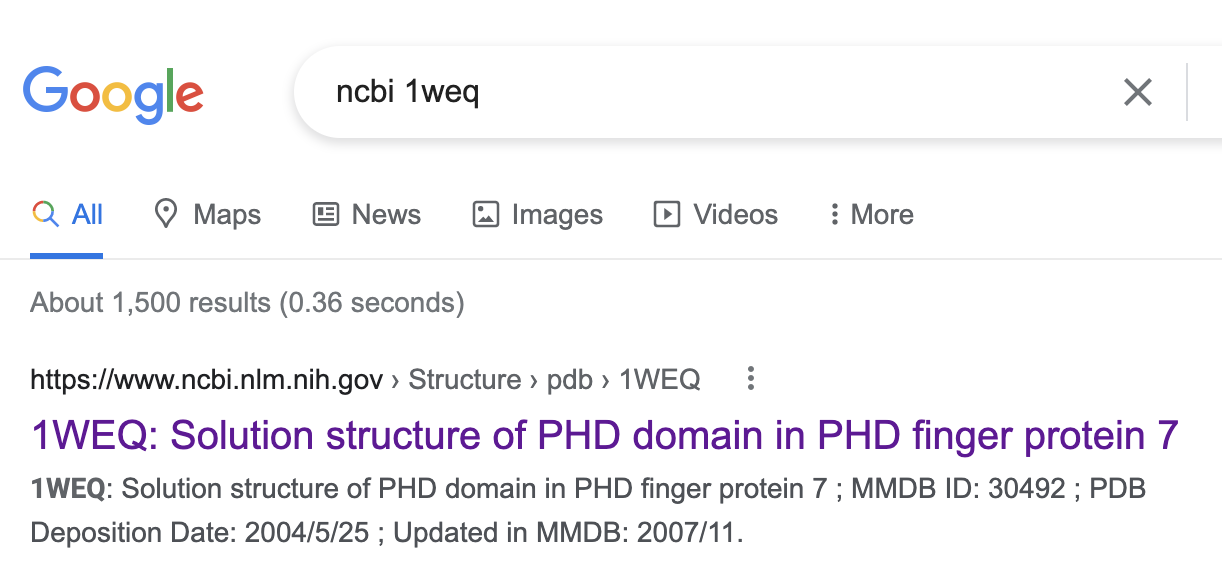 Google
ncbi 1weq
All Maps News Images Videos More
About 1,500 results (0.36 seconds)
https://www.ncbi.nlm.nih.gov › Structure › pdb › 1WEQ
1WEQ: Solution structure of PHD domain in PHD finger protein 7
1WEQ: Solution structure of PHD domain in PHD finger protein 7 ; MMDB ID: 30492 ; PDB
Deposition Date: 2004/5/25 ; Updated in MMDB: 2007/11.